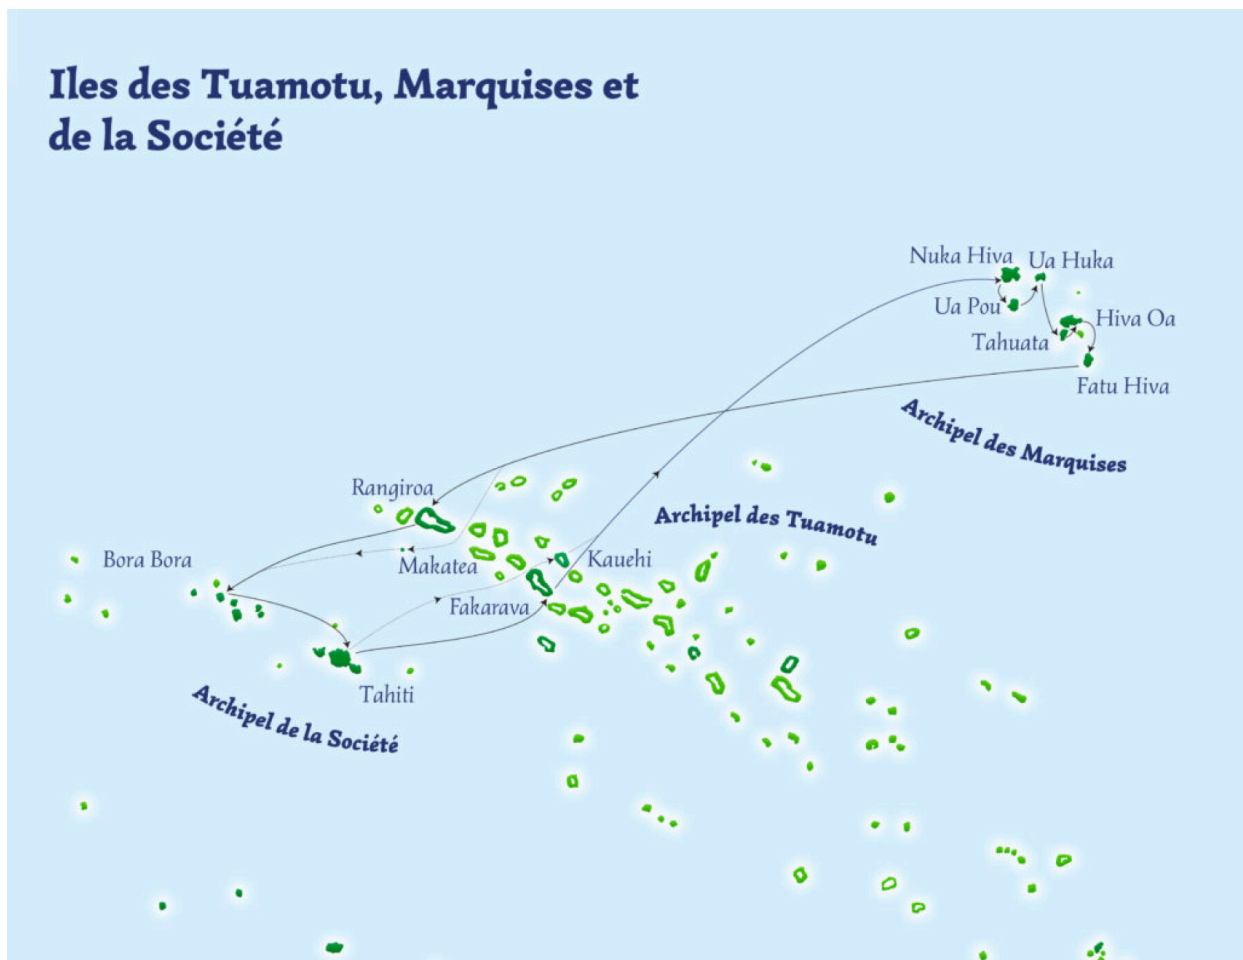 Iles des Tuamotu, Marquises et
de la Société
Nuka Hiva
Ua Huka
Ua Pou
Hiva Oa
Tahuata
Fatu Hiva
Archipel des Marquises
Rangiroa
Archipel des Tuamotu
Bora Bora
Makatea
Kauehi
Fakarava
Tahiti
Archipel de la Société